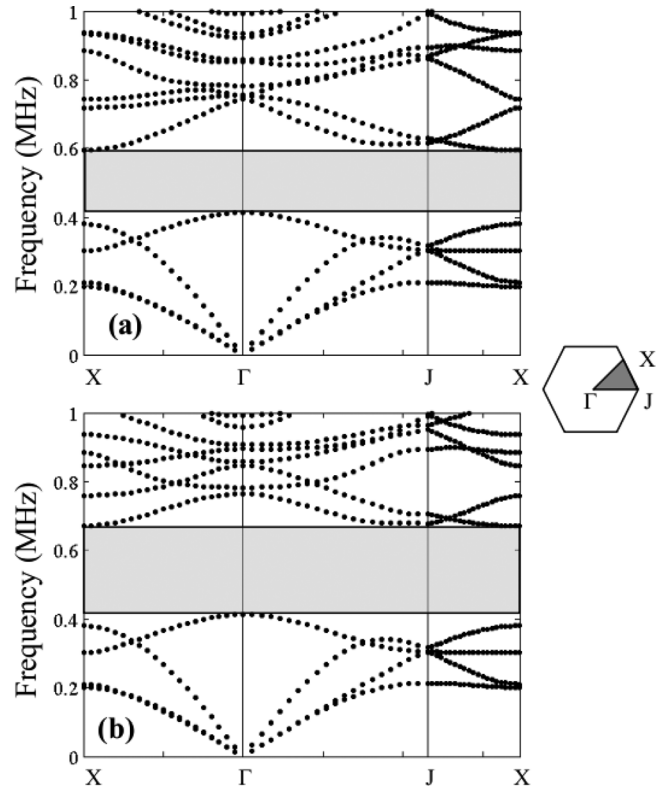 1
0.8
0.6
0.4
0.2
0
Frequency (MHz)
(a)
X Γ J X
X
Γ J
1
0.8
0.6
0.4
0.2
0
Frequency (MHz)
(b)
X Γ J X